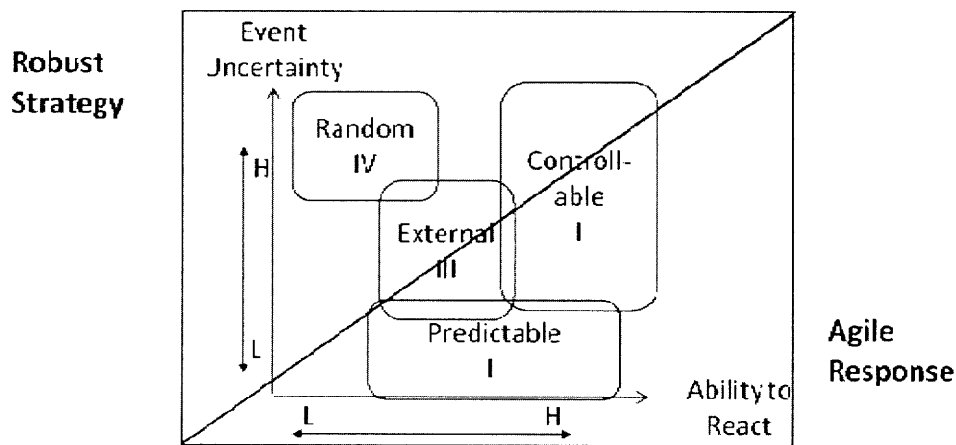 Robust
Strategy
Event
Uncertainty
H
L
Random
IV
Controll-
able
I
External
III
Predictable
I
L
H
Ability to
React
Agile
Response